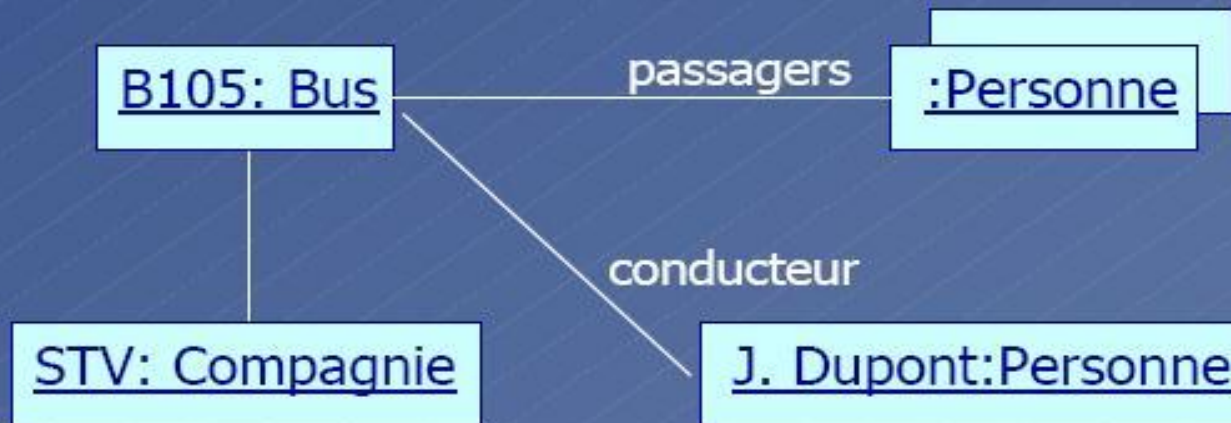 B105: Bus
passagers
:Personne
conducteur
STV: Compagnie
J. Dupont:Personne